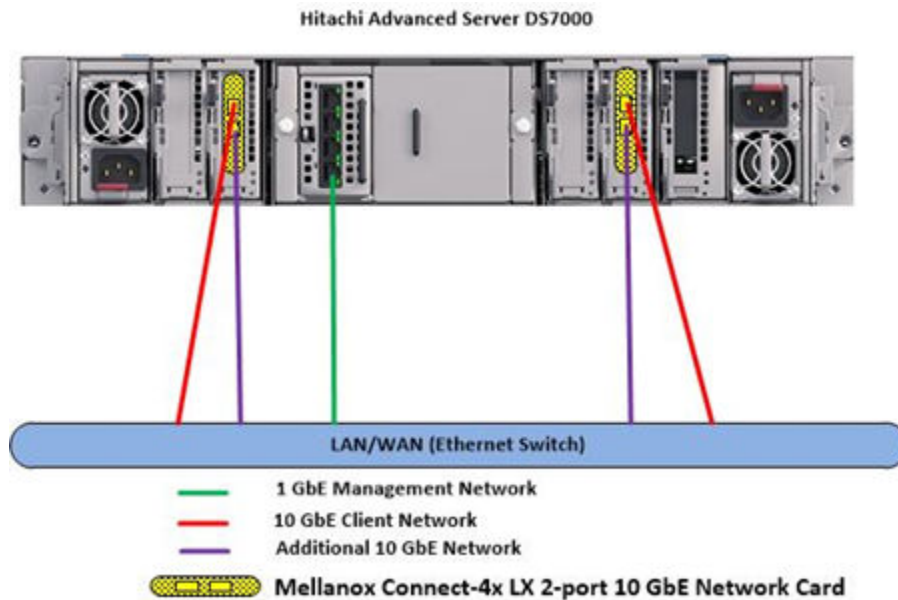 Hitachi Advanced Server DS7000
LAN/WAN (Ethernet Switch)
1 GbE Management Network
10 GbE Client Network
Additional 10 GbE Network
Mellanox Connect-4x LX 2-port 10 GbE Network Card